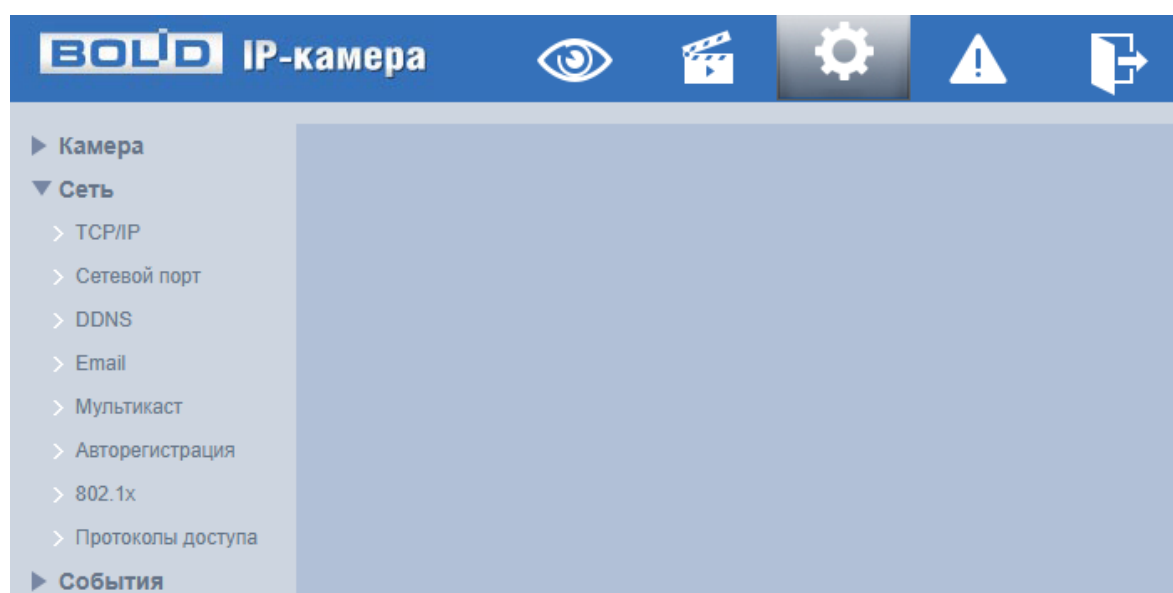 BOLID IP-камера
Камера
Сеть
TCP/IP
Сетевой порт
DDNS
Email
Мультикаст
Авторегистрация
802.1x
Протоколы доступа
События